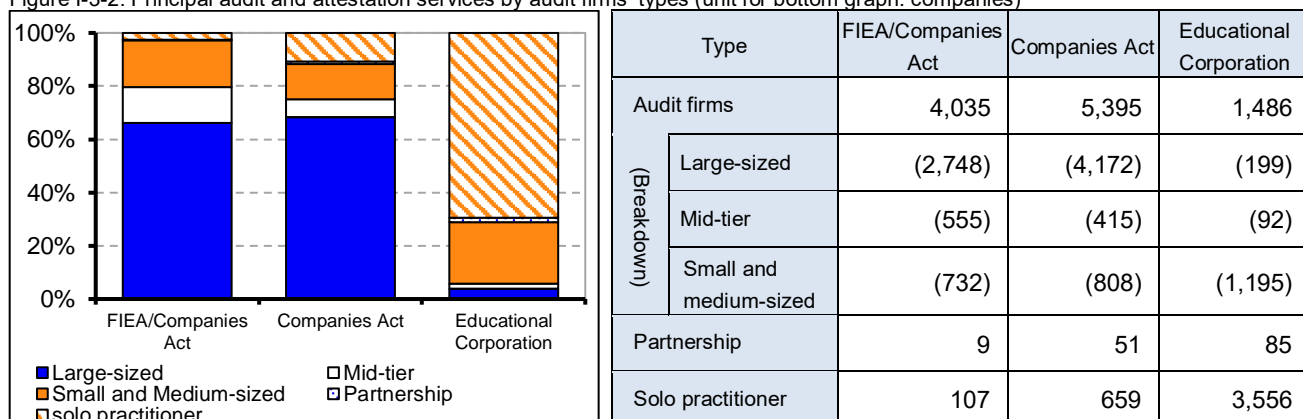 Figure I-3-2: Principal audit and attestation services by audit firms' types (unit for bottom graph: companies)
100%
80%
60%
40%
20%
0%
FIEA/Companies
Act
Companies Act
Educational
Corporation
Large-sized
Mid-tier
Small and Medium-sized
Partnership
solo practitioner
Type
FIEA/Companies
Act
Companies Act
Educational
Corporation
Audit firms
4,035
5,395
1,486
(Breakdown)
Large-sized
(2,748)
(4,172)
(199)
Mid-tier
(555)
(415)
(92)
Small and
medium-sized
(732)
(808)
(1,195)
Partnership
9
51
85
Solo practitioner
107
659
3,556